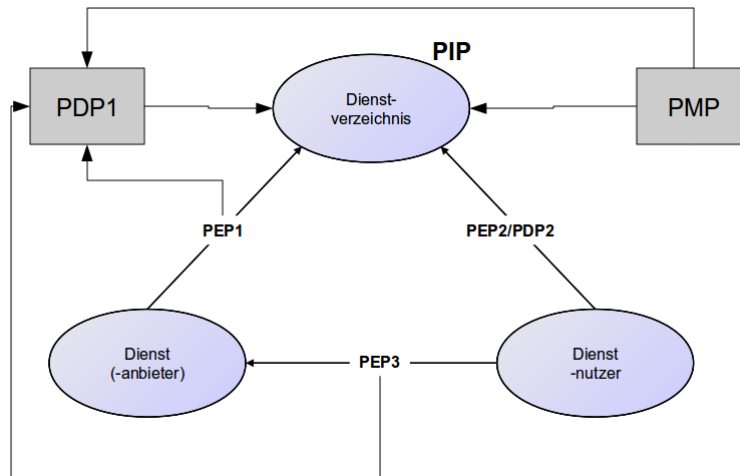 PIP
PDP1
Dienst-
verzeichnis
PMP
PEP1
PEP2/PDP2
Dienst
(-anbieter)
PEP3
Dienst
-nutzer